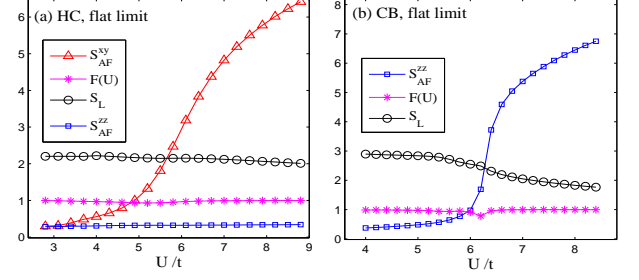 (a) HC, flat limit
S_AF^xy
F(U)
S_L
S_AF^zz
6
5
4
3
2
1
0
3 4 5 6 7 8 9
U/t
(b) CB, flat limit
S_AF^zz
F(U)
S_L
8
7
6
5
4
3
2
1
0
4 5 6 7 8
U/t